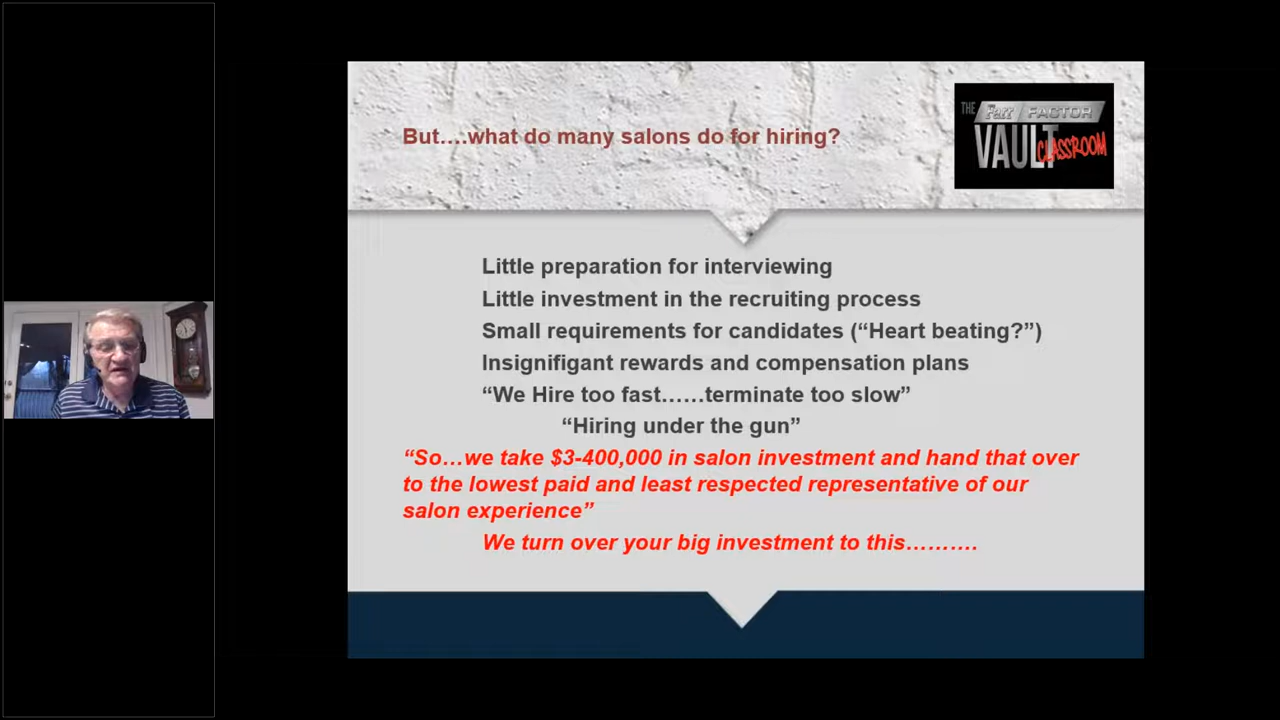 But....what do many salons do for hiring?
THE Farr FACTOR
VAULT CLASSROOM
Little preparation for interviewing
Little investment in the recruiting process
Small requirements for candidates (“Heart beating?”)
Insignifigant rewards and compensation plans
“We Hire too fast……terminate too slow”
“Hiring under the gun”
“So…we take $3-400,000 in salon investment and hand that over
to the lowest paid and least respected representative of our
salon experience”
We turn over your big investment to this……….